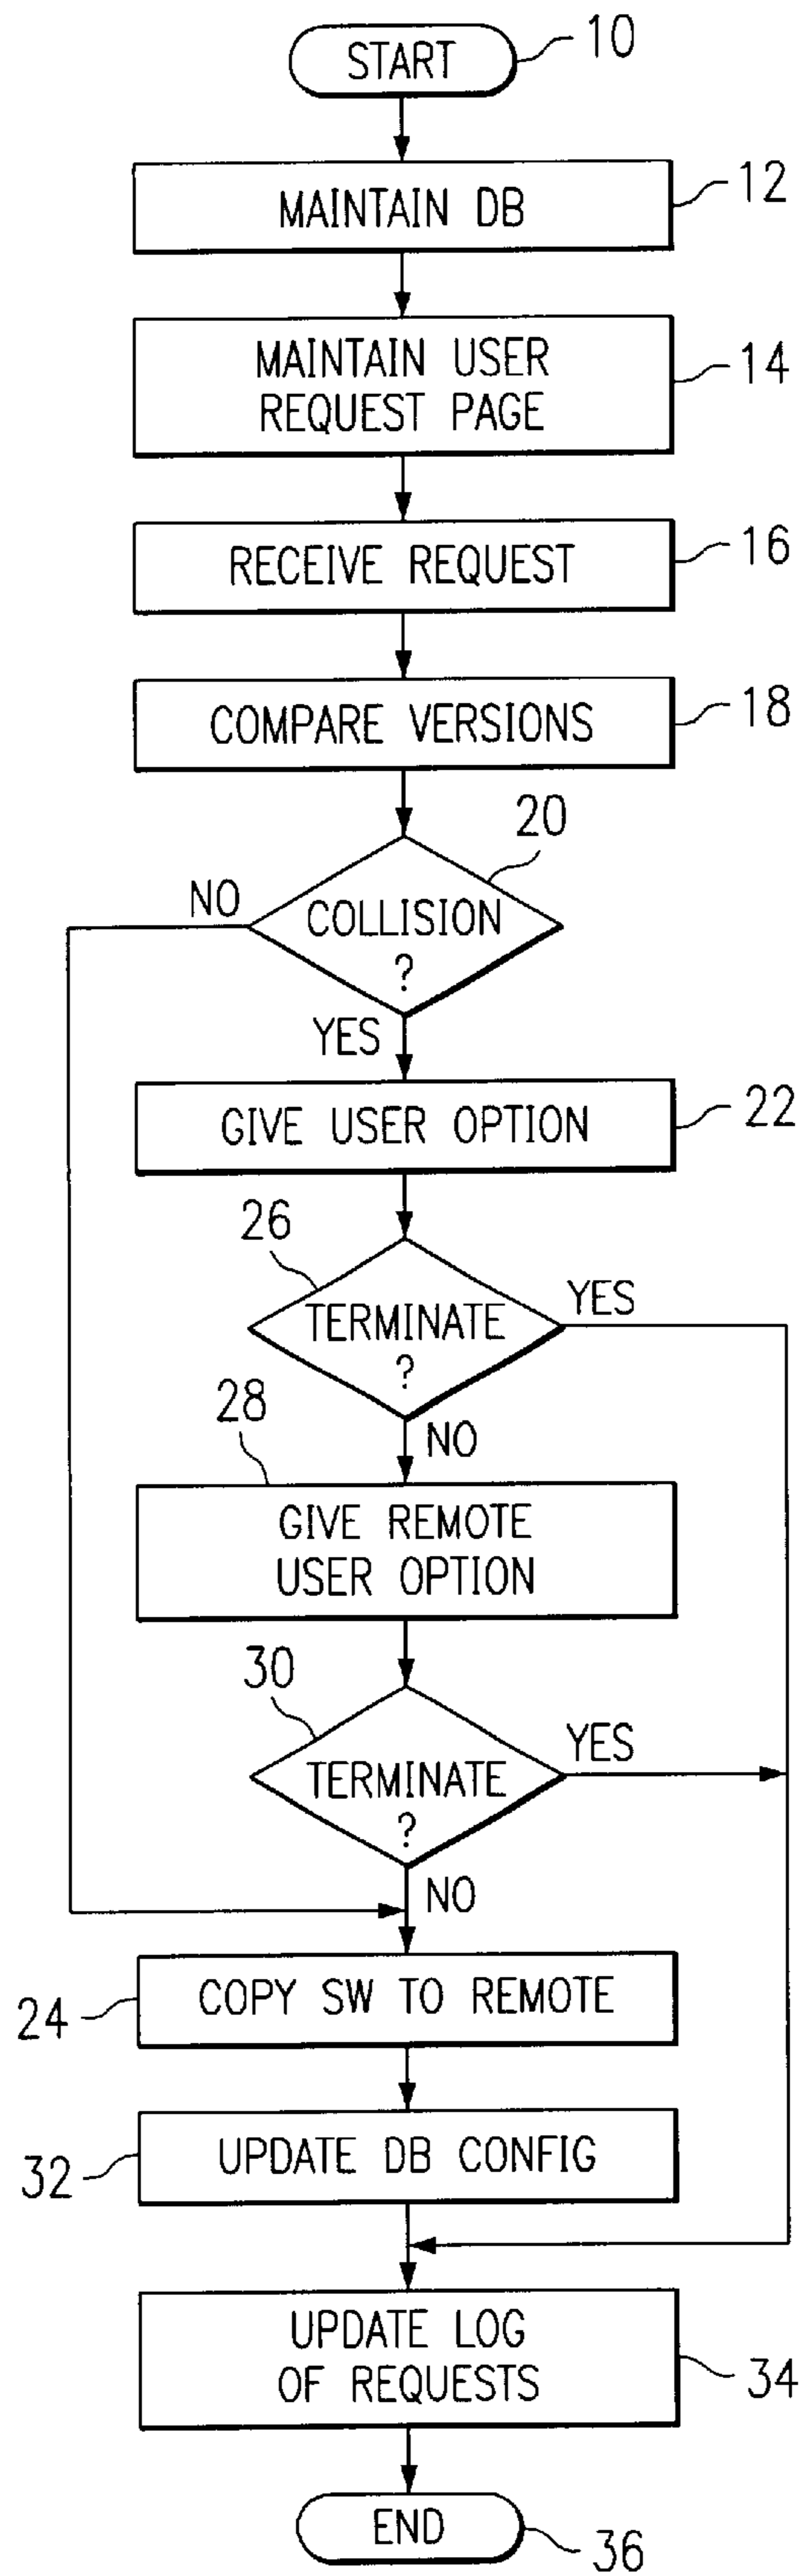 START
10
MAINTAIN DB
12
MAINTAIN USER
REQUEST PAGE
14
RECEIVE REQUEST
16
COMPARE VERSIONS
18
20
NO
COLLISION
?
YES
GIVE USER OPTION
22
26
TERMINATE
?
YES
NO
28
GIVE REMOTE
USER OPTION
30
TERMINATE
?
YES
NO
24
COPY SW TO REMOTE
32
UPDATE DB CONFIG
UPDATE LOG
OF REQUESTS
34
END
36